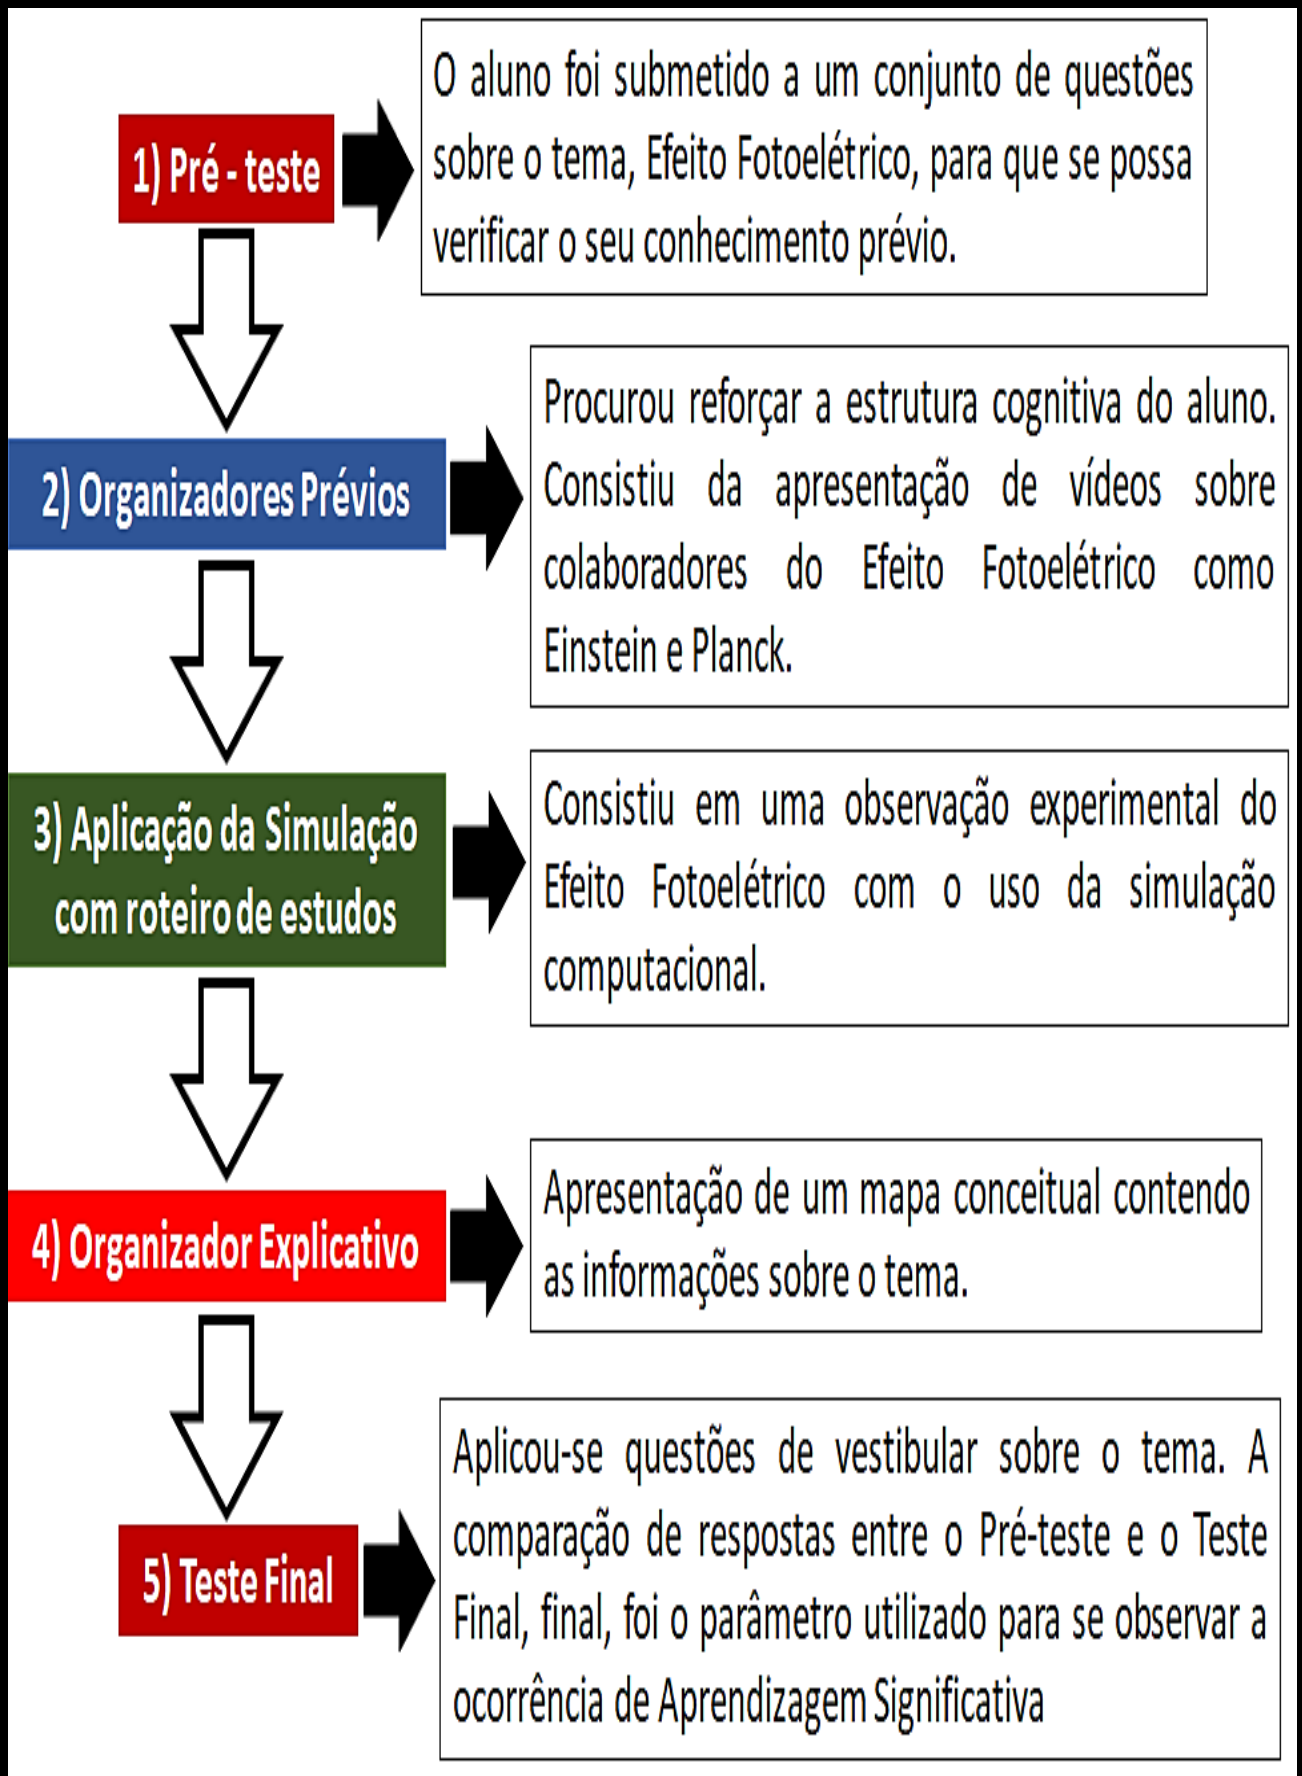 1) Pré - teste
O aluno foi submetido a um conjunto de questões
sobre o tema, Efeito Fotoelétrico, para que se possa
verificar o seu conhecimento prévio.
2) Organizadores Prévios
Procurou reforçar a estrutura cognitiva do aluno.
Consistiu da apresentação de vídeos sobre
colaboradores do Efeito Fotoelétrico como
Einstein e Planck.
3) Aplicação da Simulação
com roteiro de estudos
Consistiu em uma observação experimental do
Efeito Fotoelétrico com o uso da simulação
computacional.
4) Organizador Explicativo
Apresentação de um mapa conceitual contendo
as informações sobre o tema.
5) Teste Final
Aplicou-se questões de vestibular sobre o tema. A
comparação de respostas entre o Pré-teste e o Teste
Final, final, foi o parâmetro utilizado para se observar a
ocorrência de Aprendizagem Significativa